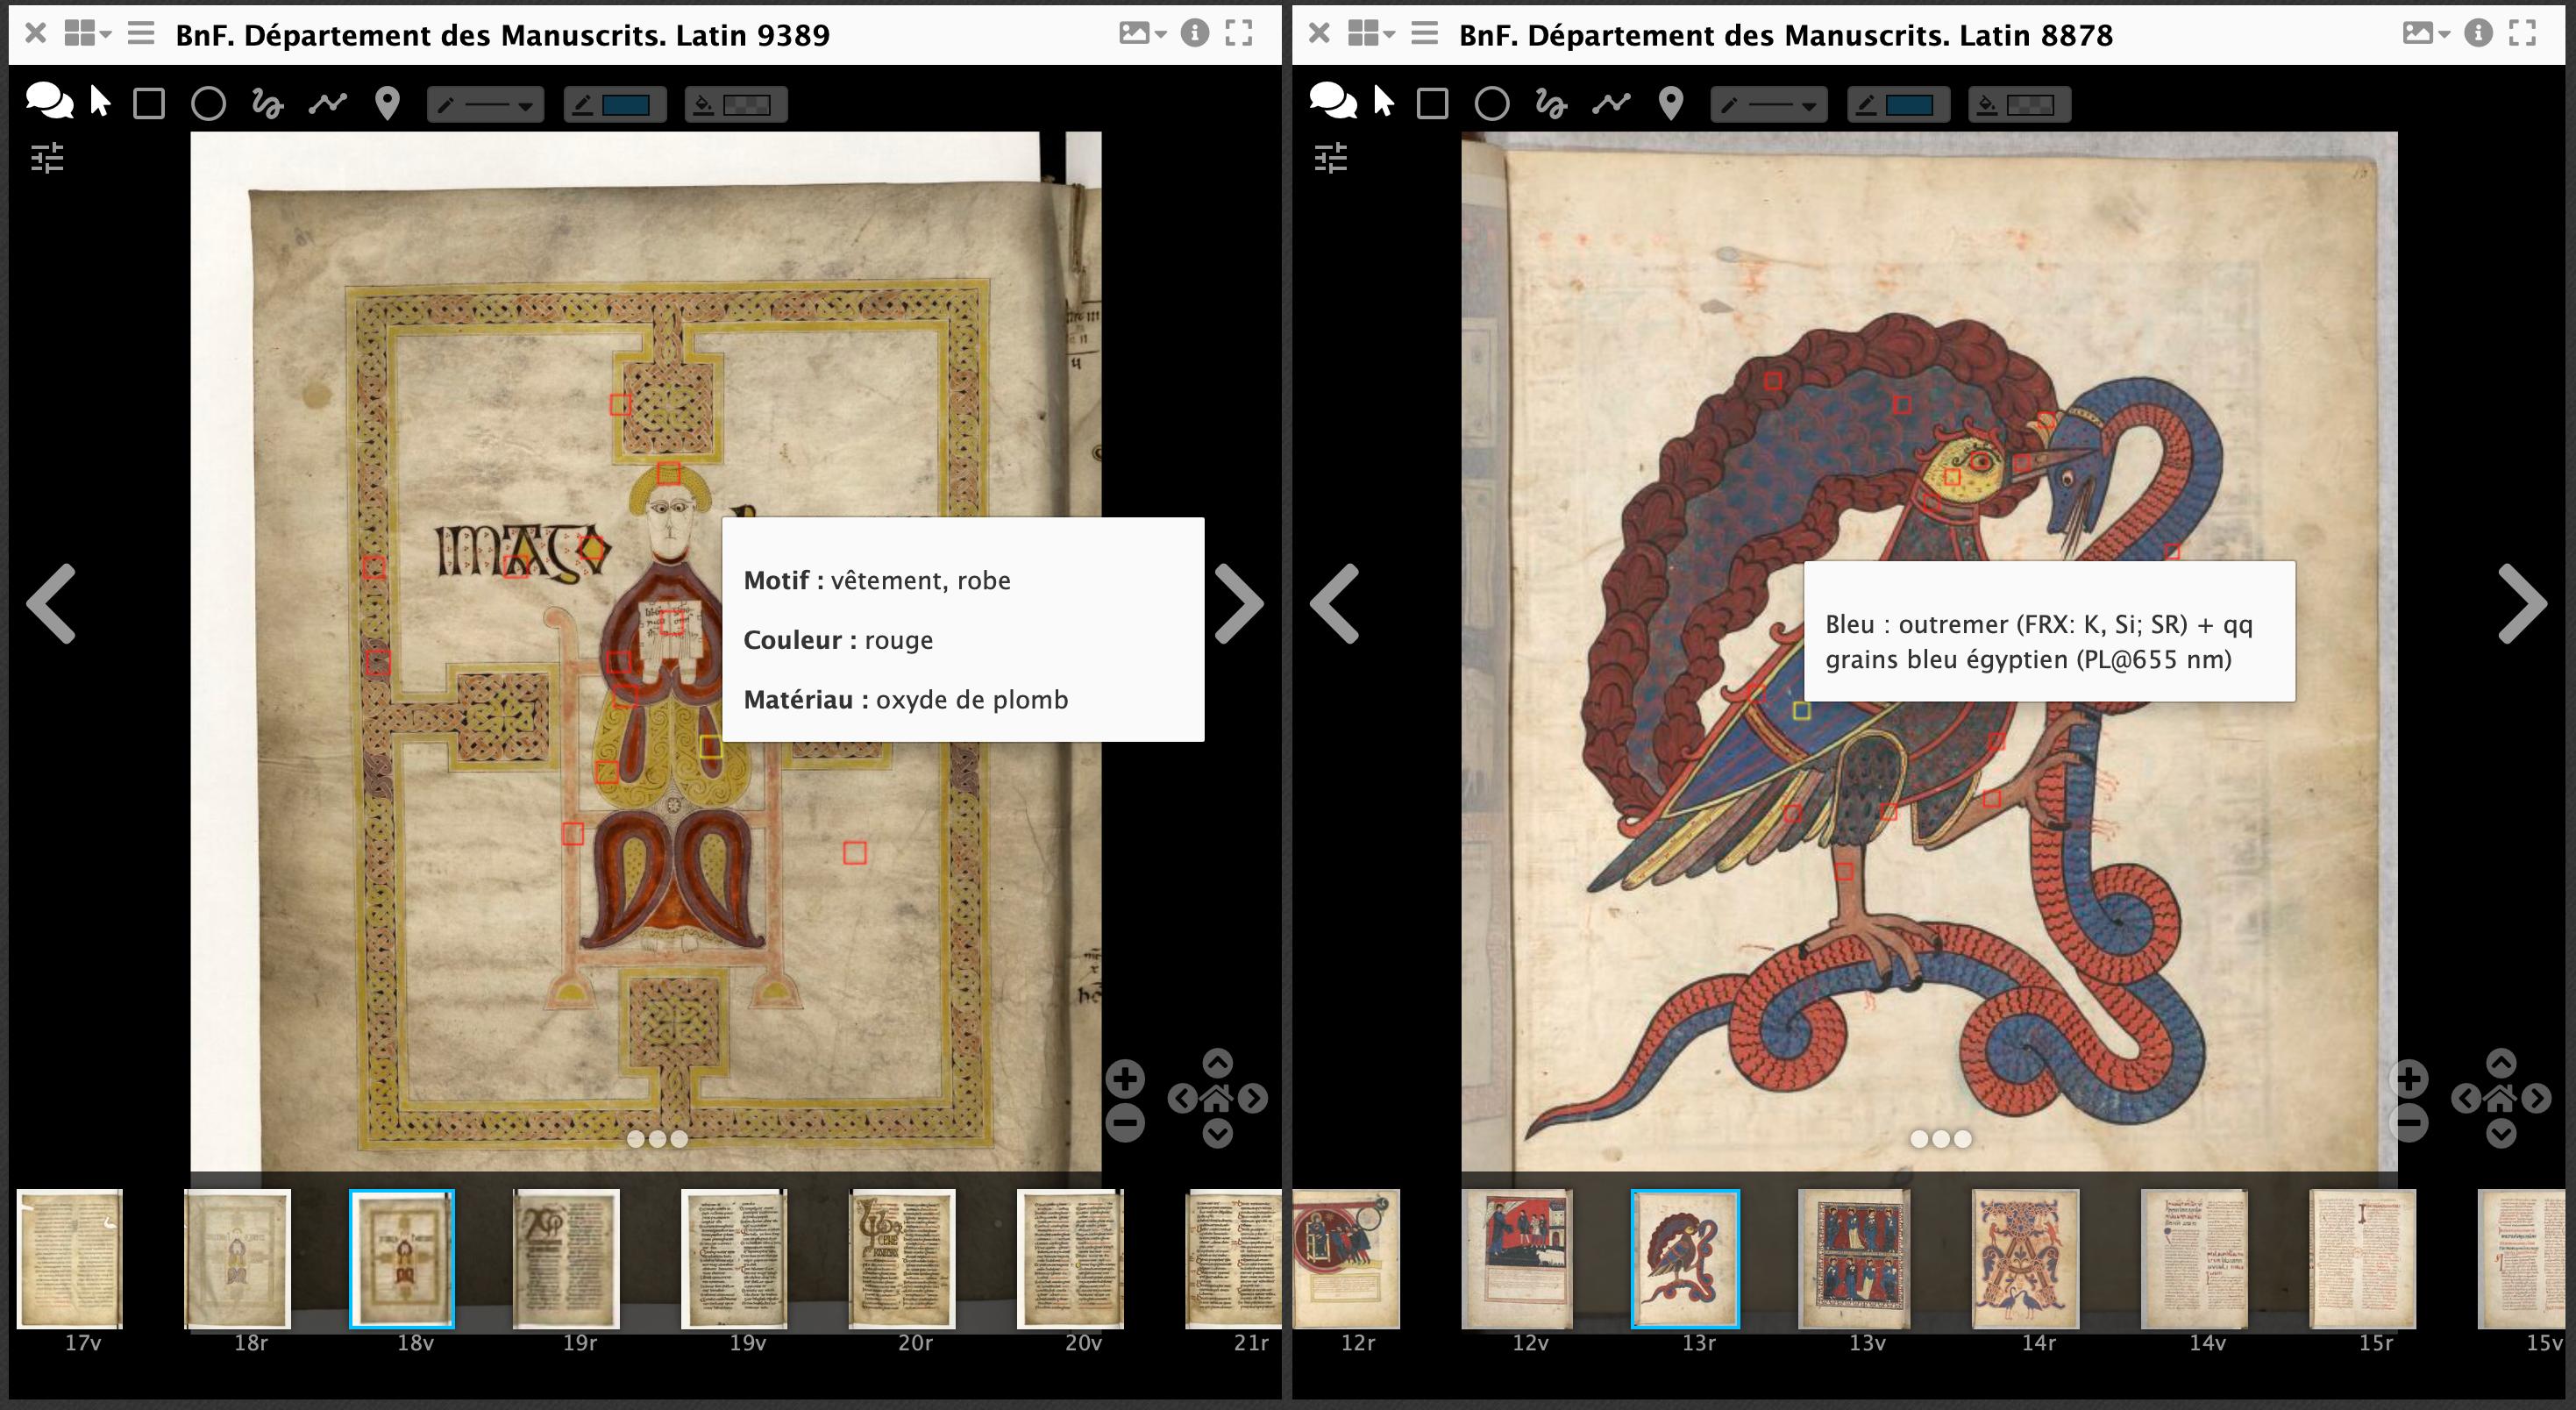 BnF. Département des Manuscrits. Latin 9389
IMAGO
Motif : vêtement, robe
Couleur : rouge
Matériau : oxyde de plomb
17v
18r
18v
19r
19v
20r
20v
21r
BnF. Département des Manuscrits. Latin 8878
13
Bleu : outremer (FRX: K, Si; SR) + qq
grains bleu égyptien (PL@655 nm)
12r
12v
13r
13v
14r
14v
15r
15v